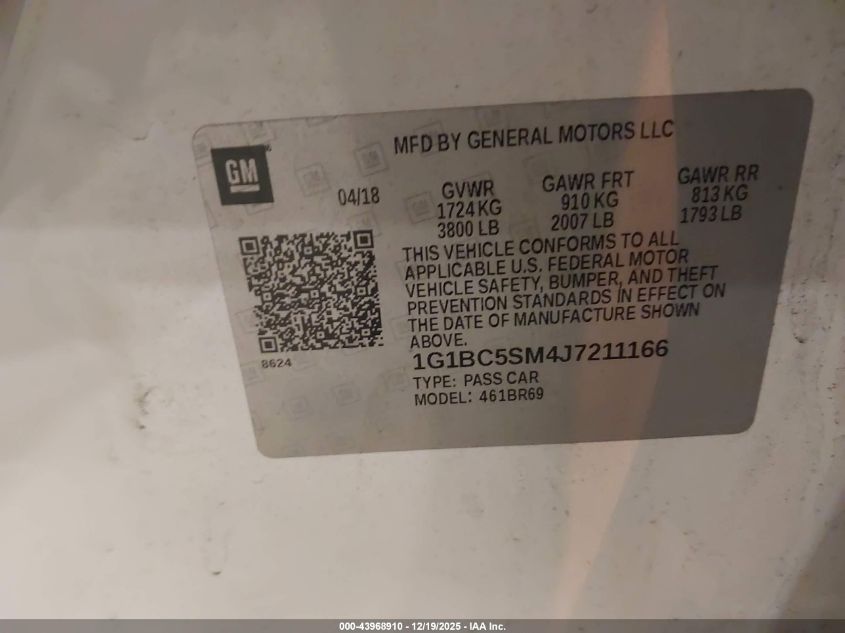 GM
MFD BY GENERAL MOTORS LLC
04/18
GVWR
1724 KG
3800 LB
GAWR FRT
910 KG
2007 LB
GAWR RR
813 KG
1793 LB
THIS VEHICLE CONFORMS TO ALL
APPLICABLE U.S. FEDERAL MOTOR
VEHICLE SAFETY, BUMPER, AND THEFT
PREVENTION STANDARDS IN EFFECT ON
THE DATE OF MANUFACTURE SHOWN
ABOVE.
8624
1G1BC5SM4J7211166
TYPE: PASS CAR
MODEL: 461BR69
000-43968910 - 12/19/2025 - IAA Inc.